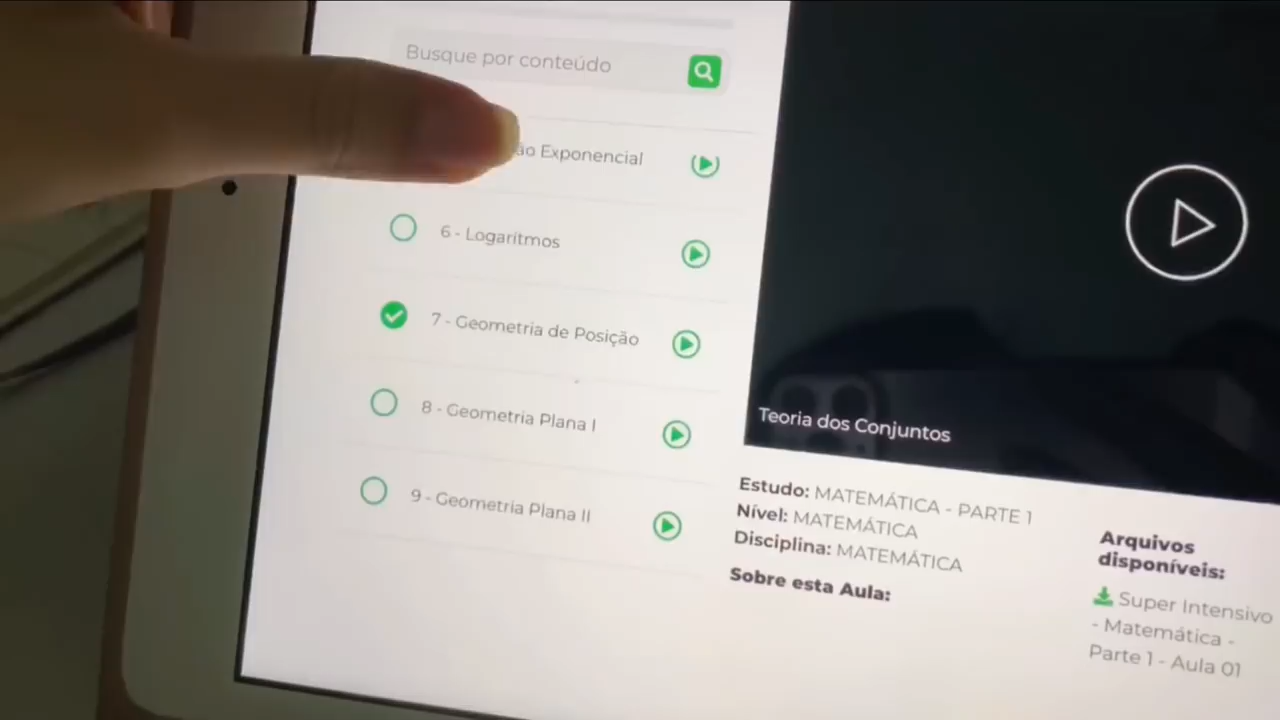 Busque por conteúdo
Exponencial
6 - Logaritmos
7 - Geometria de Posição
8 - Geometria Plana I
9 - Geometria Plana II
Teoria dos Conjuntos
Estudo: MATEMÁTICA - PARTE 1
Nível: MATEMÁTICA
Disciplina: MATEMÁTICA
Sobre esta Aula:
Arquivos
disponíveis:
Super Intensivo
- Matemática -
Parte 1 - Aula 01